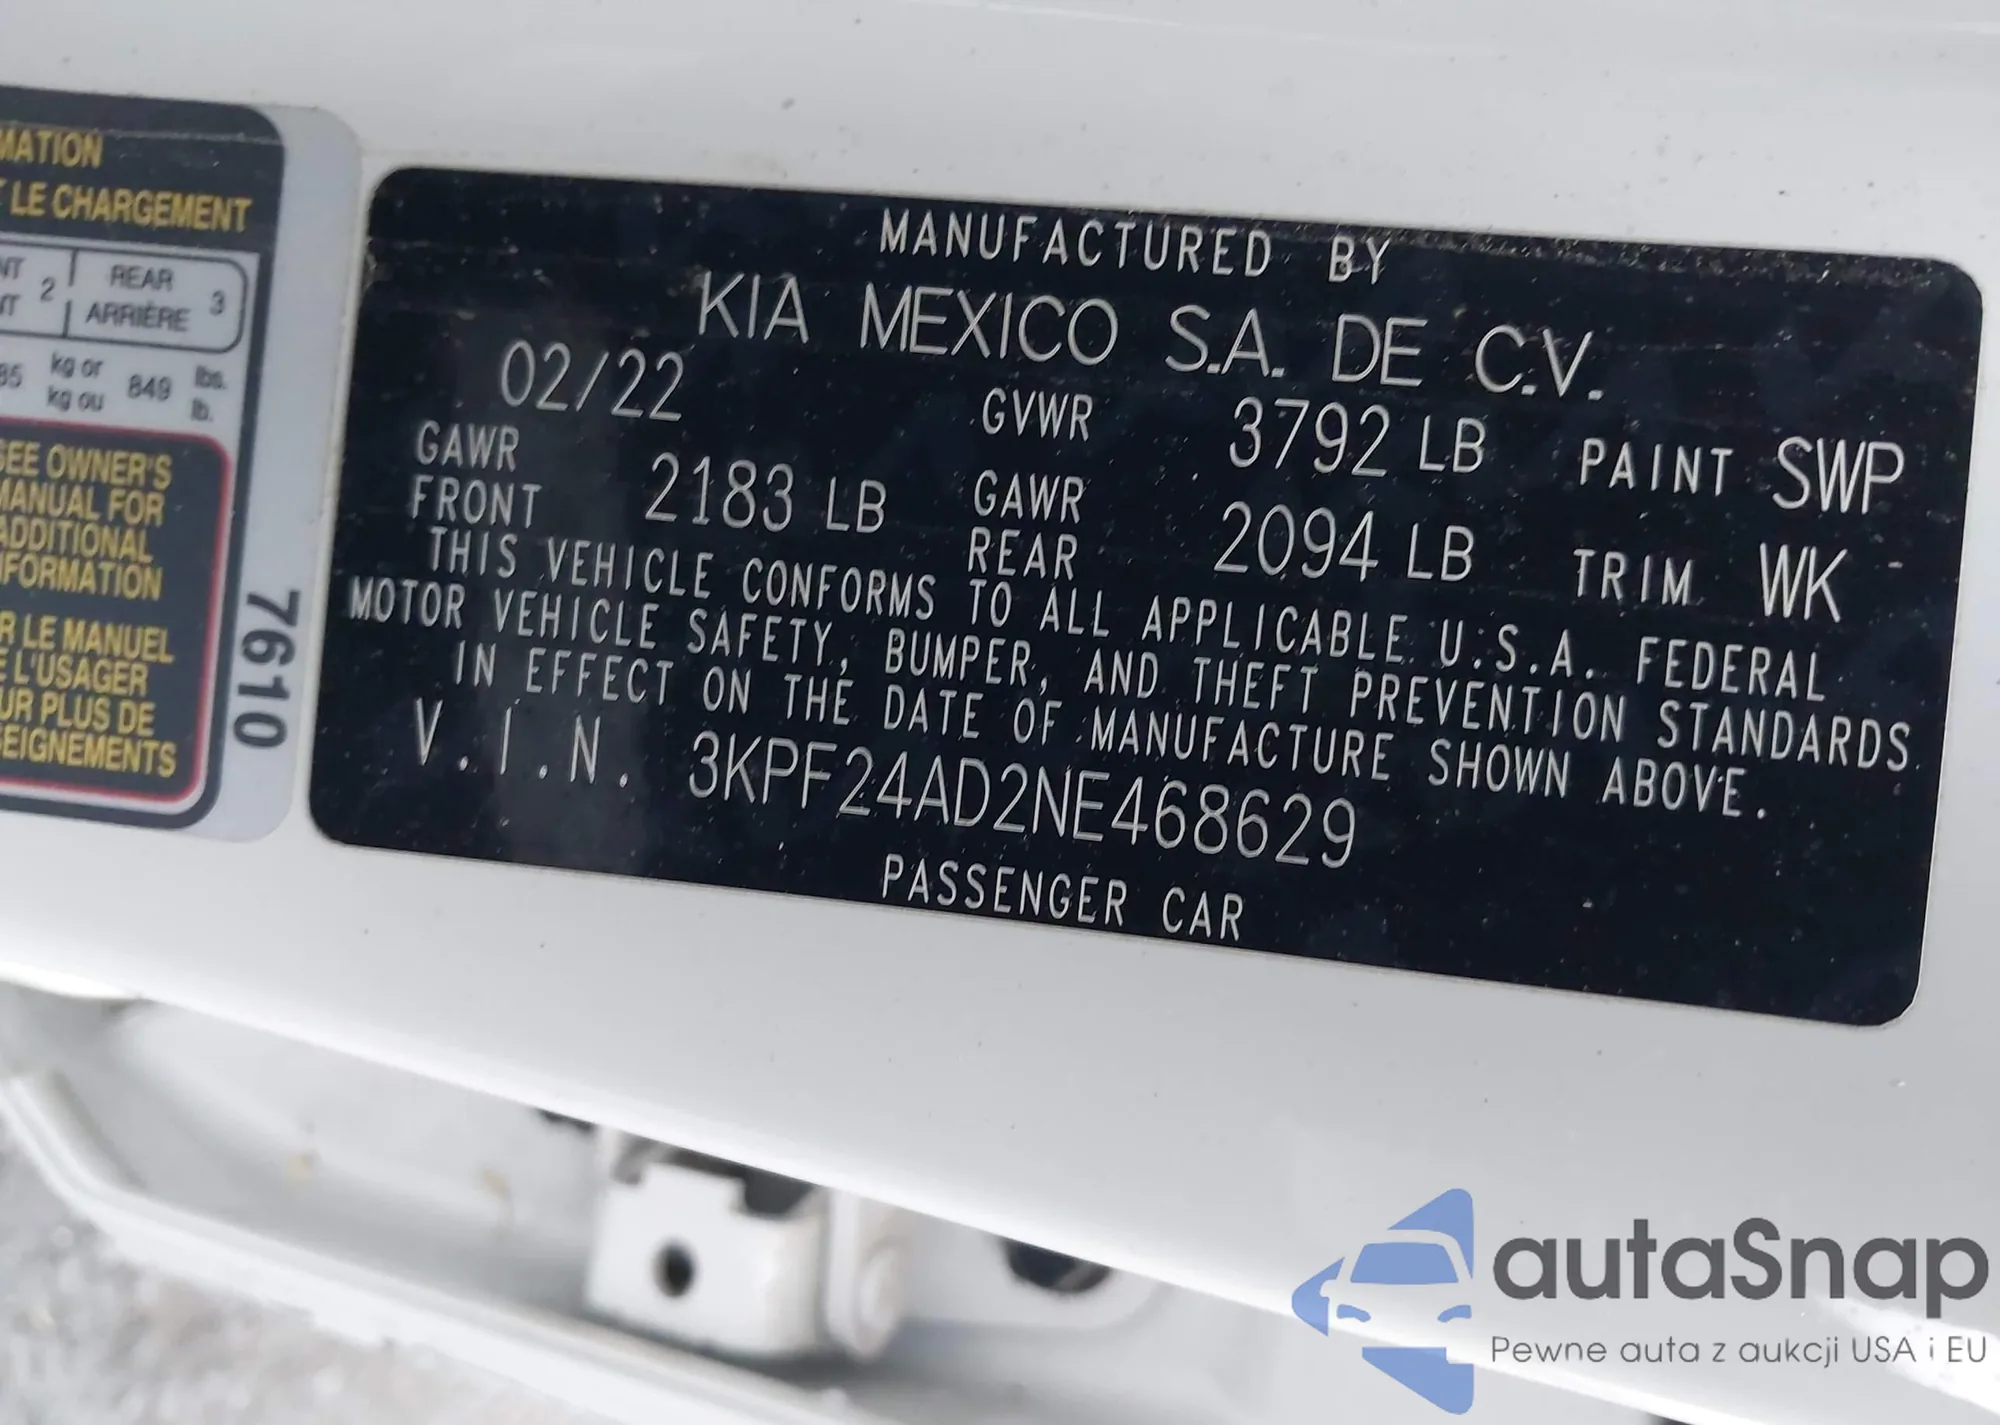 MATION
LE CHARGEMENT
2 REAR 3
ARRIÈRE
kg or 849 lbs.
kg ou lb.
SEE OWNER'S
MANUAL FOR
ADDITIONAL
INFORMATION
R LE MANUEL
L'USAGER
UR PLUS DE
SEIGNEMENTS
7610
MANUFACTURED BY
KIA MEXICO S.A. DE C.V.
02/22 GVWR 3792 LB PAINT SWP
GAWR FRONT 2183 LB GAWR REAR 2094 LB TRIM WK
THIS VEHICLE CONFORMS TO ALL APPLICABLE U.S.A. FEDERAL
MOTOR VEHICLE SAFETY, BUMPER, AND THEFT PREVENTION STANDARDS
IN EFFECT ON THE DATE OF MANUFACTURE SHOWN ABOVE.
V.I.N. 3KPF24AD2NE468629
PASSENGER CAR
autaSnap
Pewne auta z aukcji USA i EU